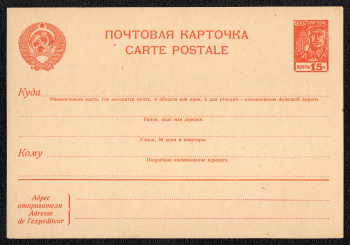 ПОЧТОВАЯ КАРТОЧКА
CARTE POSTALE
ПОЧТА 15 К.
Куда
Наименование места, где находится почта, и области или края, а для станций – наименование железной дороги.
Район, село или деревня.
Улица, № дома и квартиры.
Кому
Подробное наименование адресата.
Адрес
отправителя
Adresse
de l'expéditeur